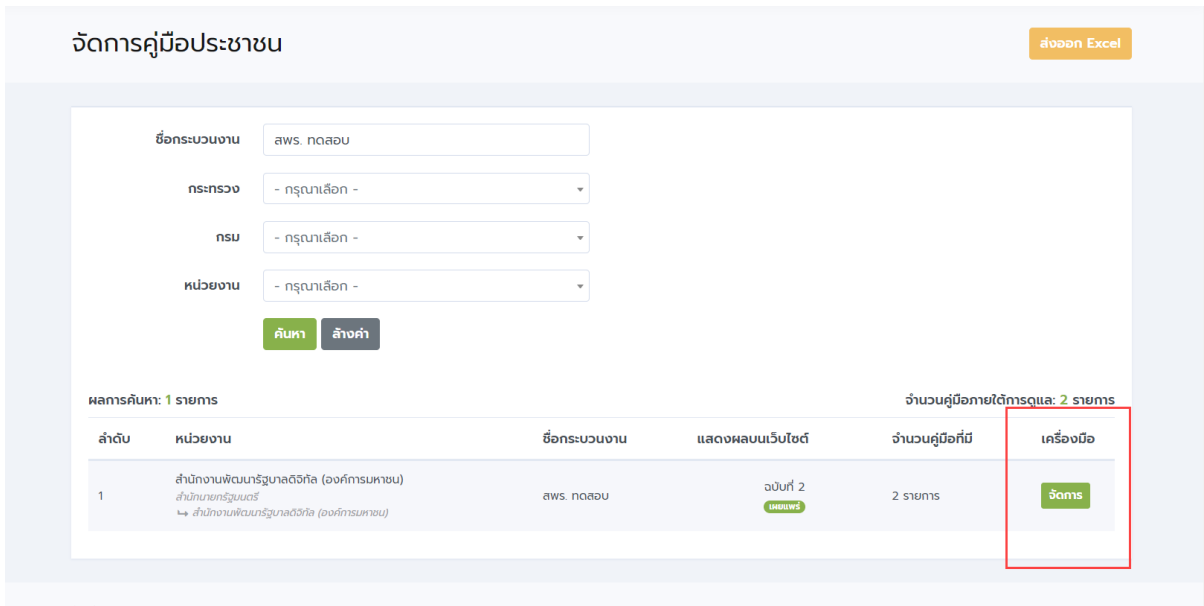 จัดการคู่มือประชาชน
ส่งออก Excel
ชื่อกระบวนงาน
สพร. ทดสอบ
กระทรวง
- กรุณาเลือก -
กรม
- กรุณาเลือก -
หน่วยงาน
- กรุณาเลือก -
ค้นหา ล้างค่า
ผลการค้นหา: 1 รายการ
จำนวนคู่มือภายใต้การดูแล: 2 รายการ
ลำดับ หน่วยงาน ชื่อกระบวนงาน แสดงผลบนเว็บไซต์ จำนวนคู่มือที่มี เครื่องมือ
สำนักงานพัฒนารัฐบาลดิจิทัล (องค์การมหาชน)
1 สำนักนายกรัฐมนตรี สพร. ทดสอบ ฉบับที่ 2 2 รายการ จัดการ
เผยแพร่
↪ สำนักงานพัฒนารัฐบาลดิจิทัล (องค์การมหาชน)